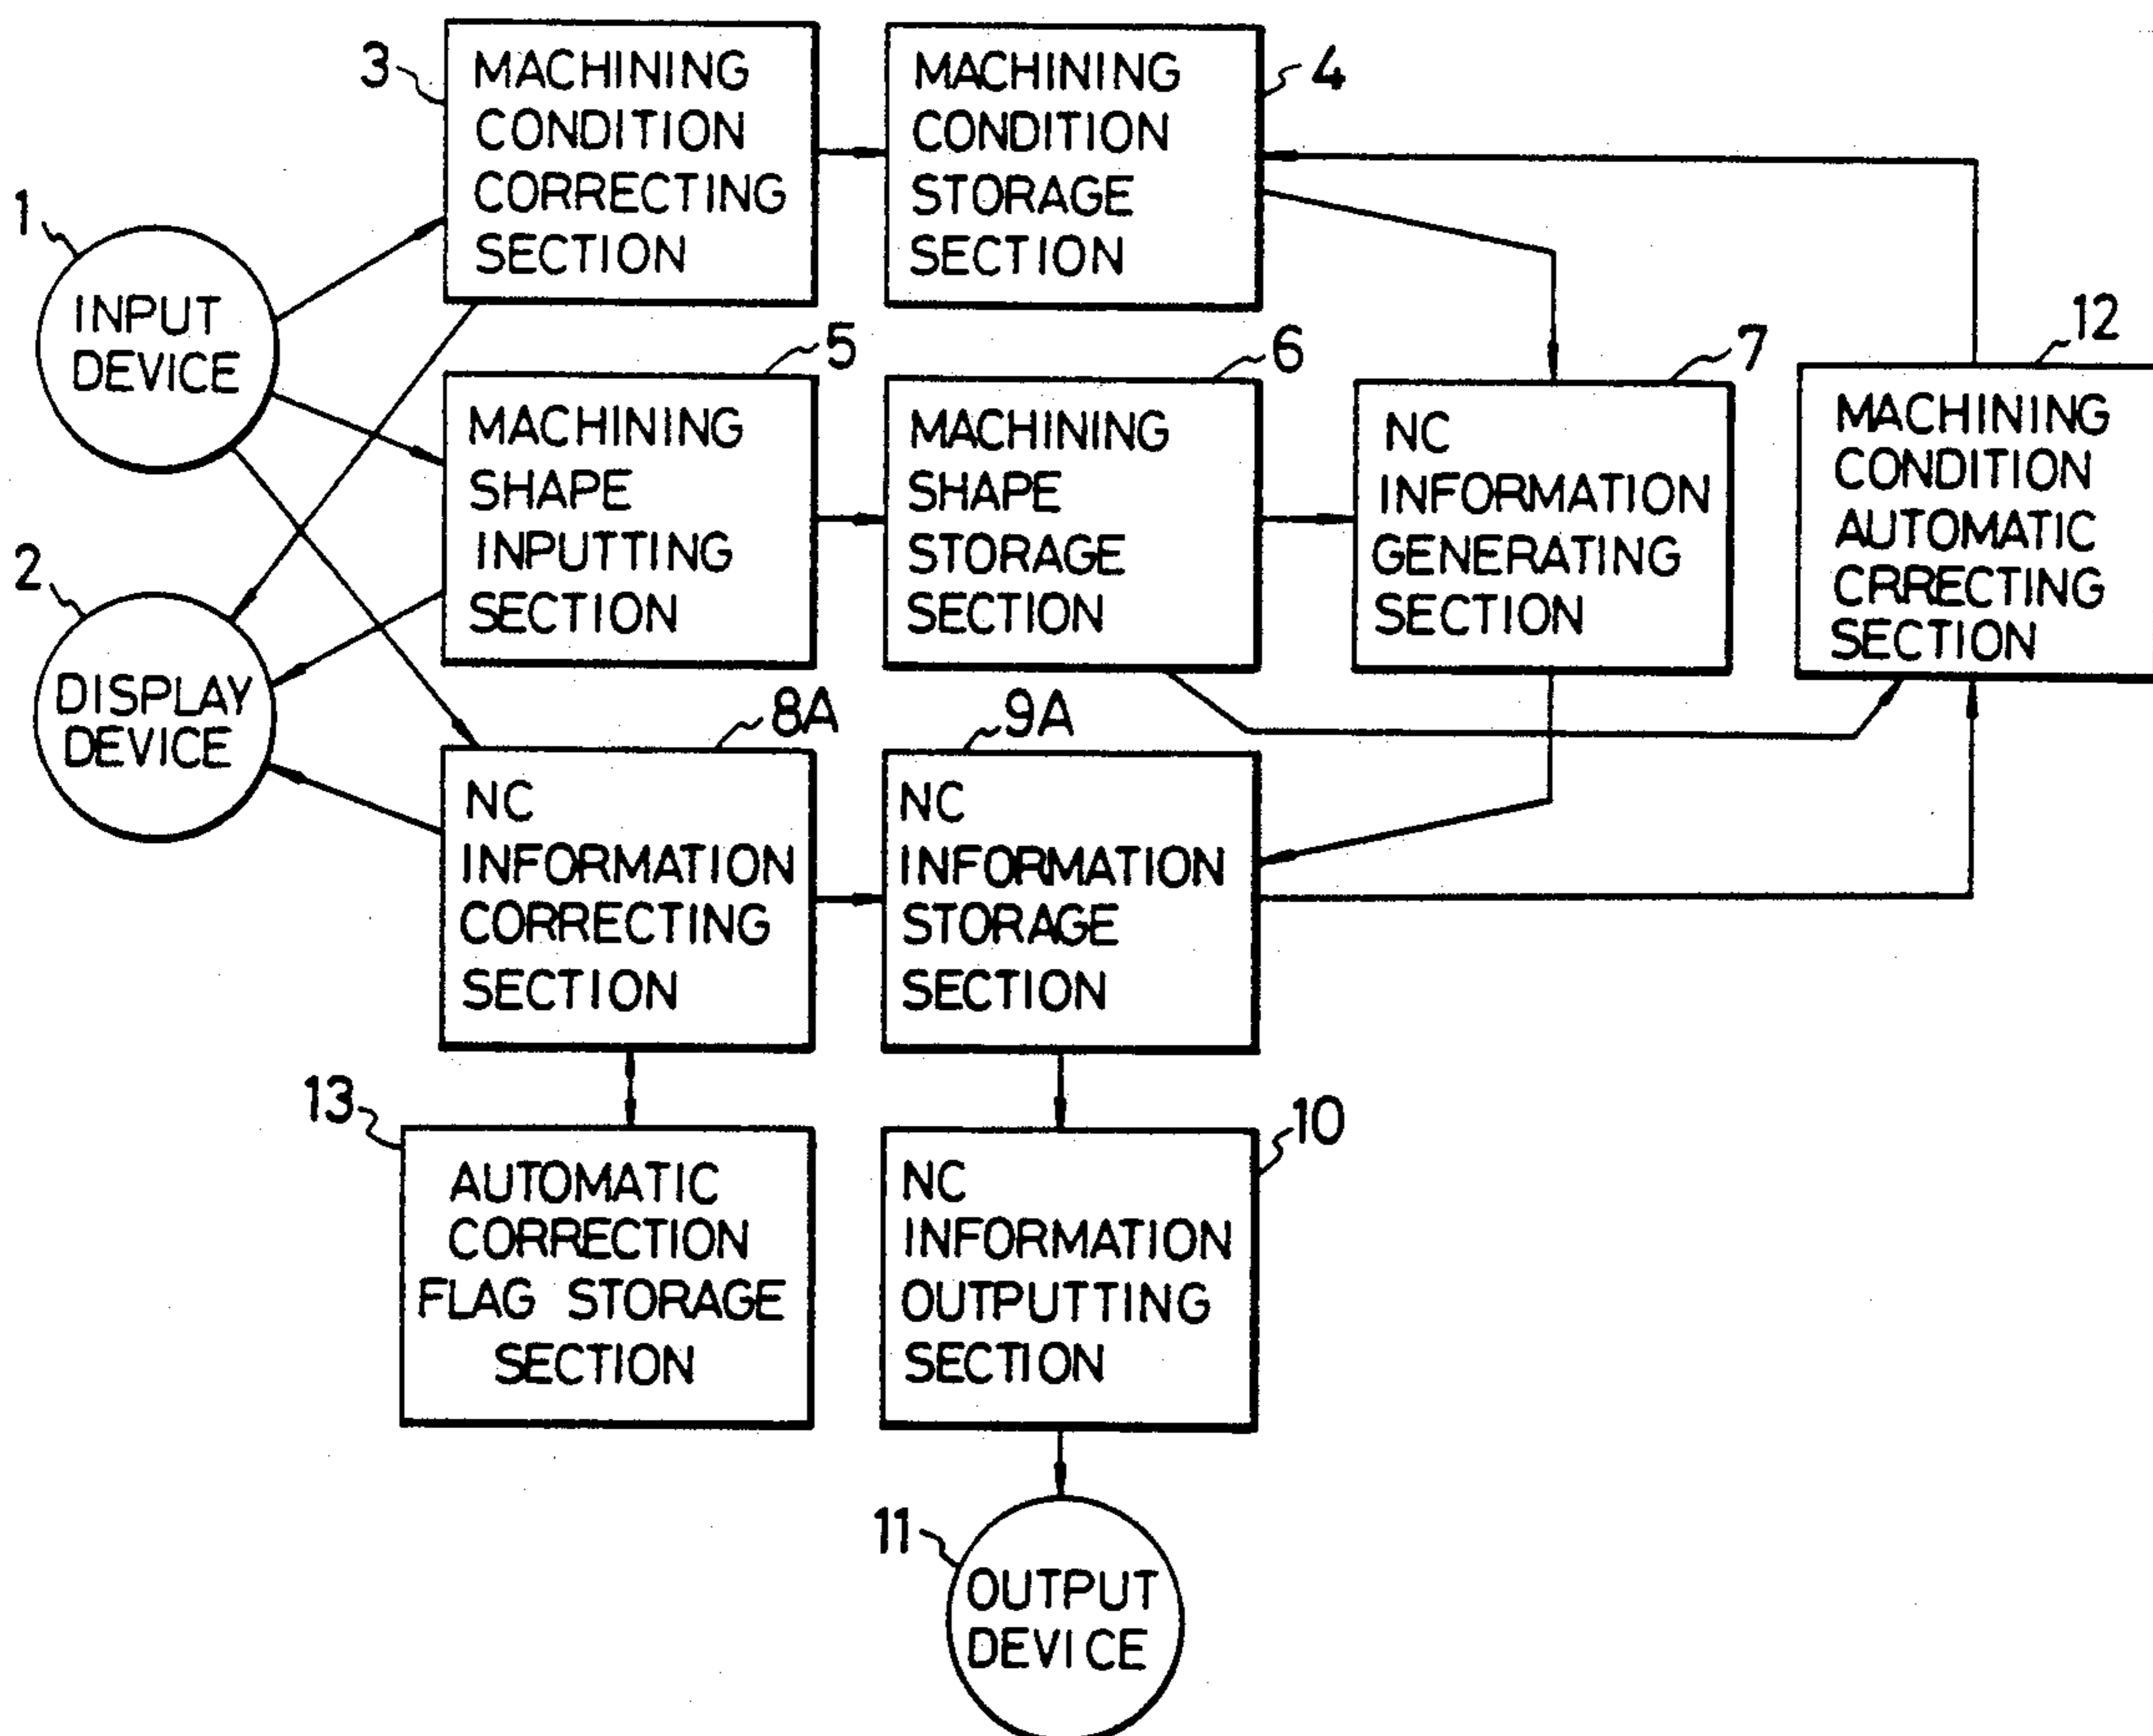 3
MACHINING
CONDITION
CORRECTING
SECTION
MACHINING
CONDITION
STORAGE
SECTION
4
1
INPUT
DEVICE
5
MACHINING
SHAPE
INPUTTING
SECTION
6
MACHINING
SHAPE
STORAGE
SECTION
7
NC
INFORMATION
GENERATING
SECTION
12
MACHINING
CONDITION
AUTOMATIC
CRRECTING
SECTION
2
DISPLAY
DEVICE
8A
NC
INFORMATION
CORRECTING
SECTION
9A
NC
INFORMATION
STORAGE
SECTION
13
AUTOMATIC
CORRECTION
FLAG STORAGE
SECTION
10
NC
INFORMATION
OUTPUTTING
SECTION
11
OUTPUT
DEVICE